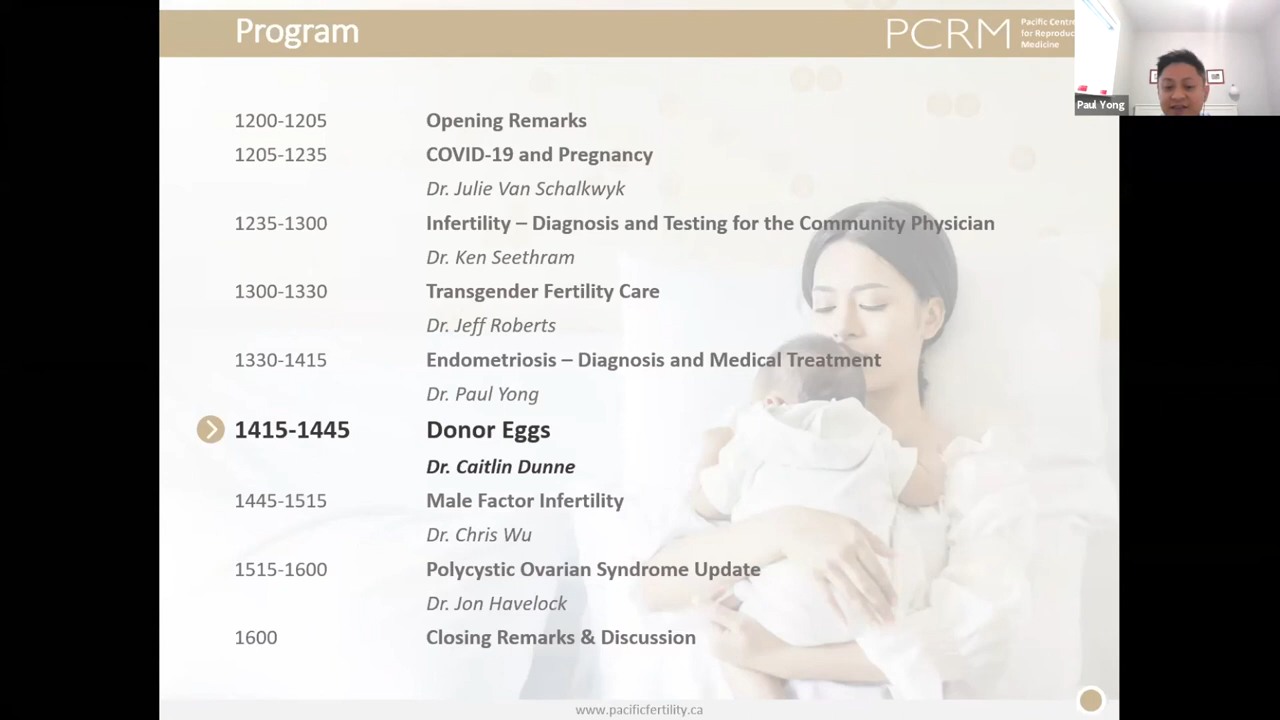 Program
PCRM
Pacific Centre
for Reproduc
Medicine
Paul Yong
1200-1205 Opening Remarks
1205-1235 COVID-19 and Pregnancy
Dr. Julie Van Schalkwyk
1235-1300 Infertility – Diagnosis and Testing for the Community Physician
Dr. Ken Seethram
1300-1330 Transgender Fertility Care
Dr. Jeff Roberts
1330-1415 Endometriosis – Diagnosis and Medical Treatment
Dr. Paul Yong
1415-1445 Donor Eggs
Dr. Caitlin Dunne
1445-1515 Male Factor Infertility
Dr. Chris Wu
1515-1600 Polycystic Ovarian Syndrome Update
Dr. Jon Havelock
1600 Closing Remarks & Discussion
www.pacificfertility.ca